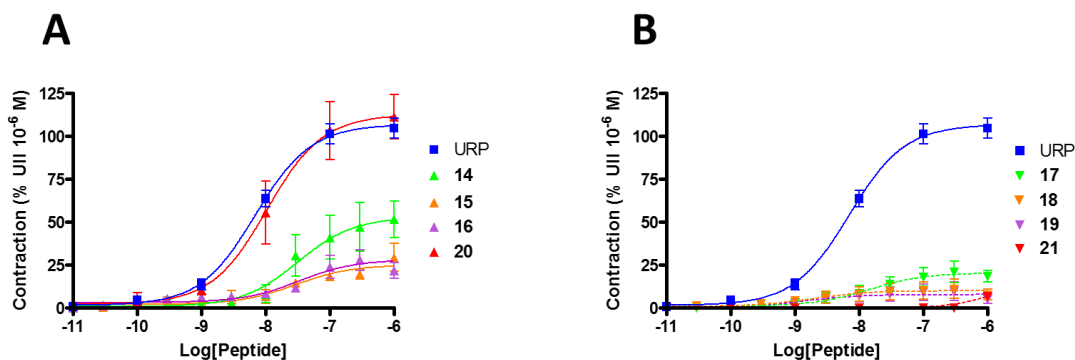 A
Contraction (% UII 10⁻⁶ M)
125
100
75
50
25
0
-11 -10 -9 -8 -7 -6
Log[Peptide]
URP
14
15
16
20
B
Contraction (% UII 10⁻⁶ M)
125
100
75
50
25
0
-11 -10 -9 -8 -7 -6
Log[Peptide]
URP
17
18
19
21